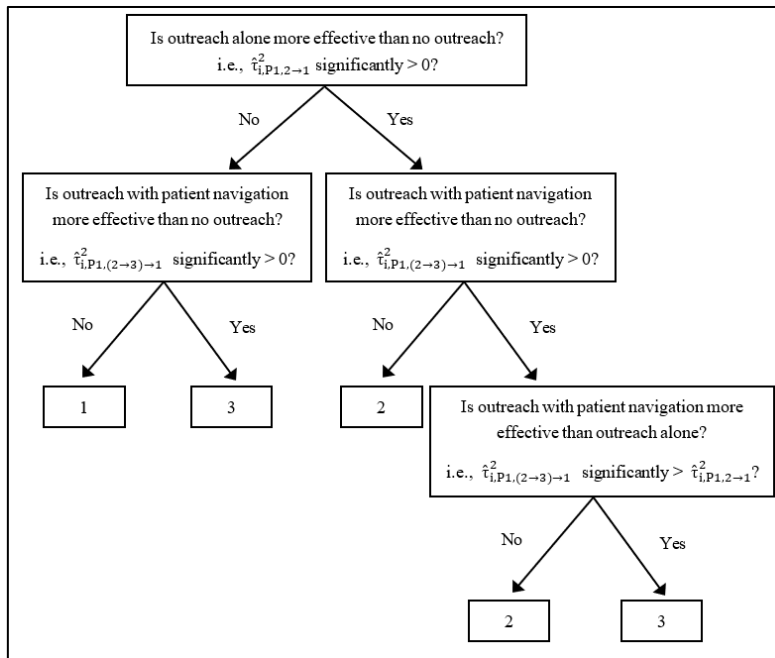 Is outreach alone more effective than no outreach?
i.e., τ̂²ᵢ,P1,2→1 significantly > 0?
No
Yes
Is outreach with patient navigation
more effective than no outreach?
i.e., τ̂²ᵢ,P1,(2→3)→1 significantly > 0?
Is outreach with patient navigation
more effective than no outreach?
i.e., τ̂²ᵢ,P1,(2→3)→1 significantly > 0?
No
Yes
No
Yes
1
3
2
Is outreach with patient navigation more
effective than outreach alone?
i.e., τ̂²ᵢ,P1,(2→3)→1 significantly > τ̂²ᵢ,P1,2→1?
No
Yes
2
3